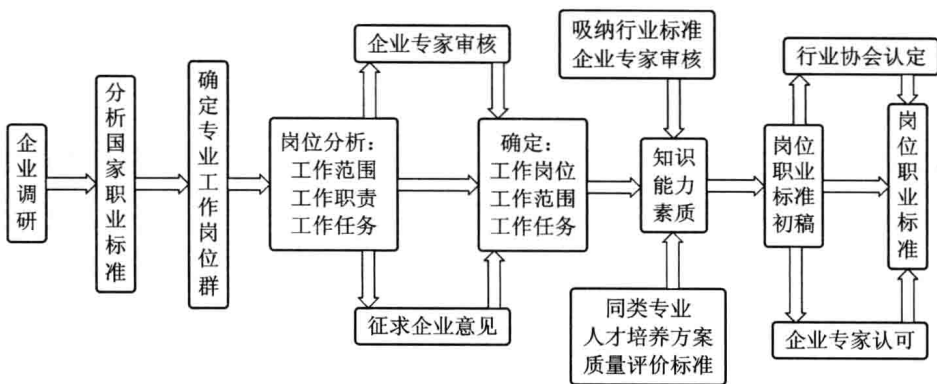 企业调研
分析国家职业标准
确定专业工作岗位群
企业专家审核
岗位分析：
工作范围
工作职责
工作任务
征求企业意见
确定：
工作岗位
工作范围
工作任务
吸纳行业标准
企业专家审核
知识
能力
素质
同类专业
人才培养方案
质量评价标准
行业协会认定
岗位
职业
标准
初稿
企业专家认可
岗位职业标准